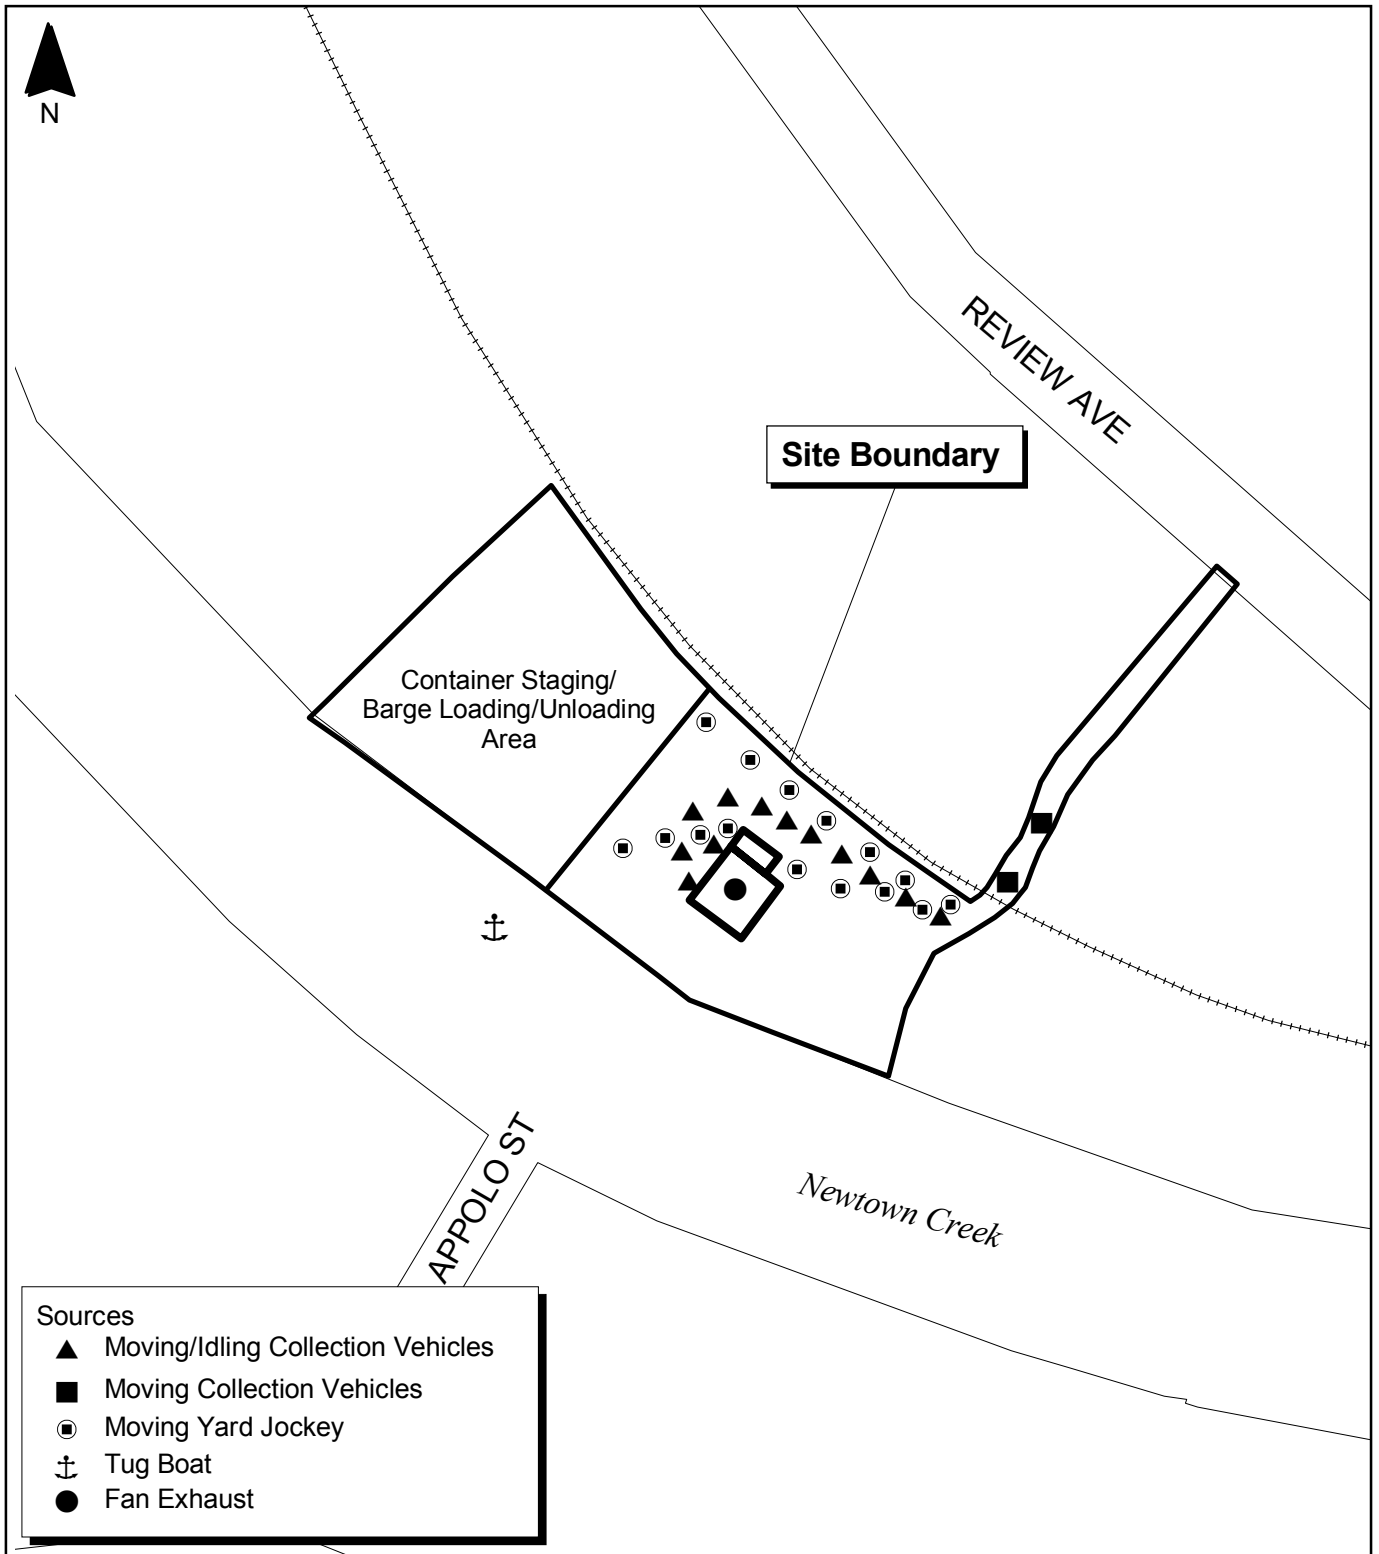 N
REVIEW AVE
Site Boundary
Container Staging/
Barge Loading/Unloading
Area
APPOLO ST
Newtown Creek
Sources
Moving/Idling Collection Vehicles
Moving Collection Vehicles
Moving Yard Jockey
Tug Boat
Fan Exhaust